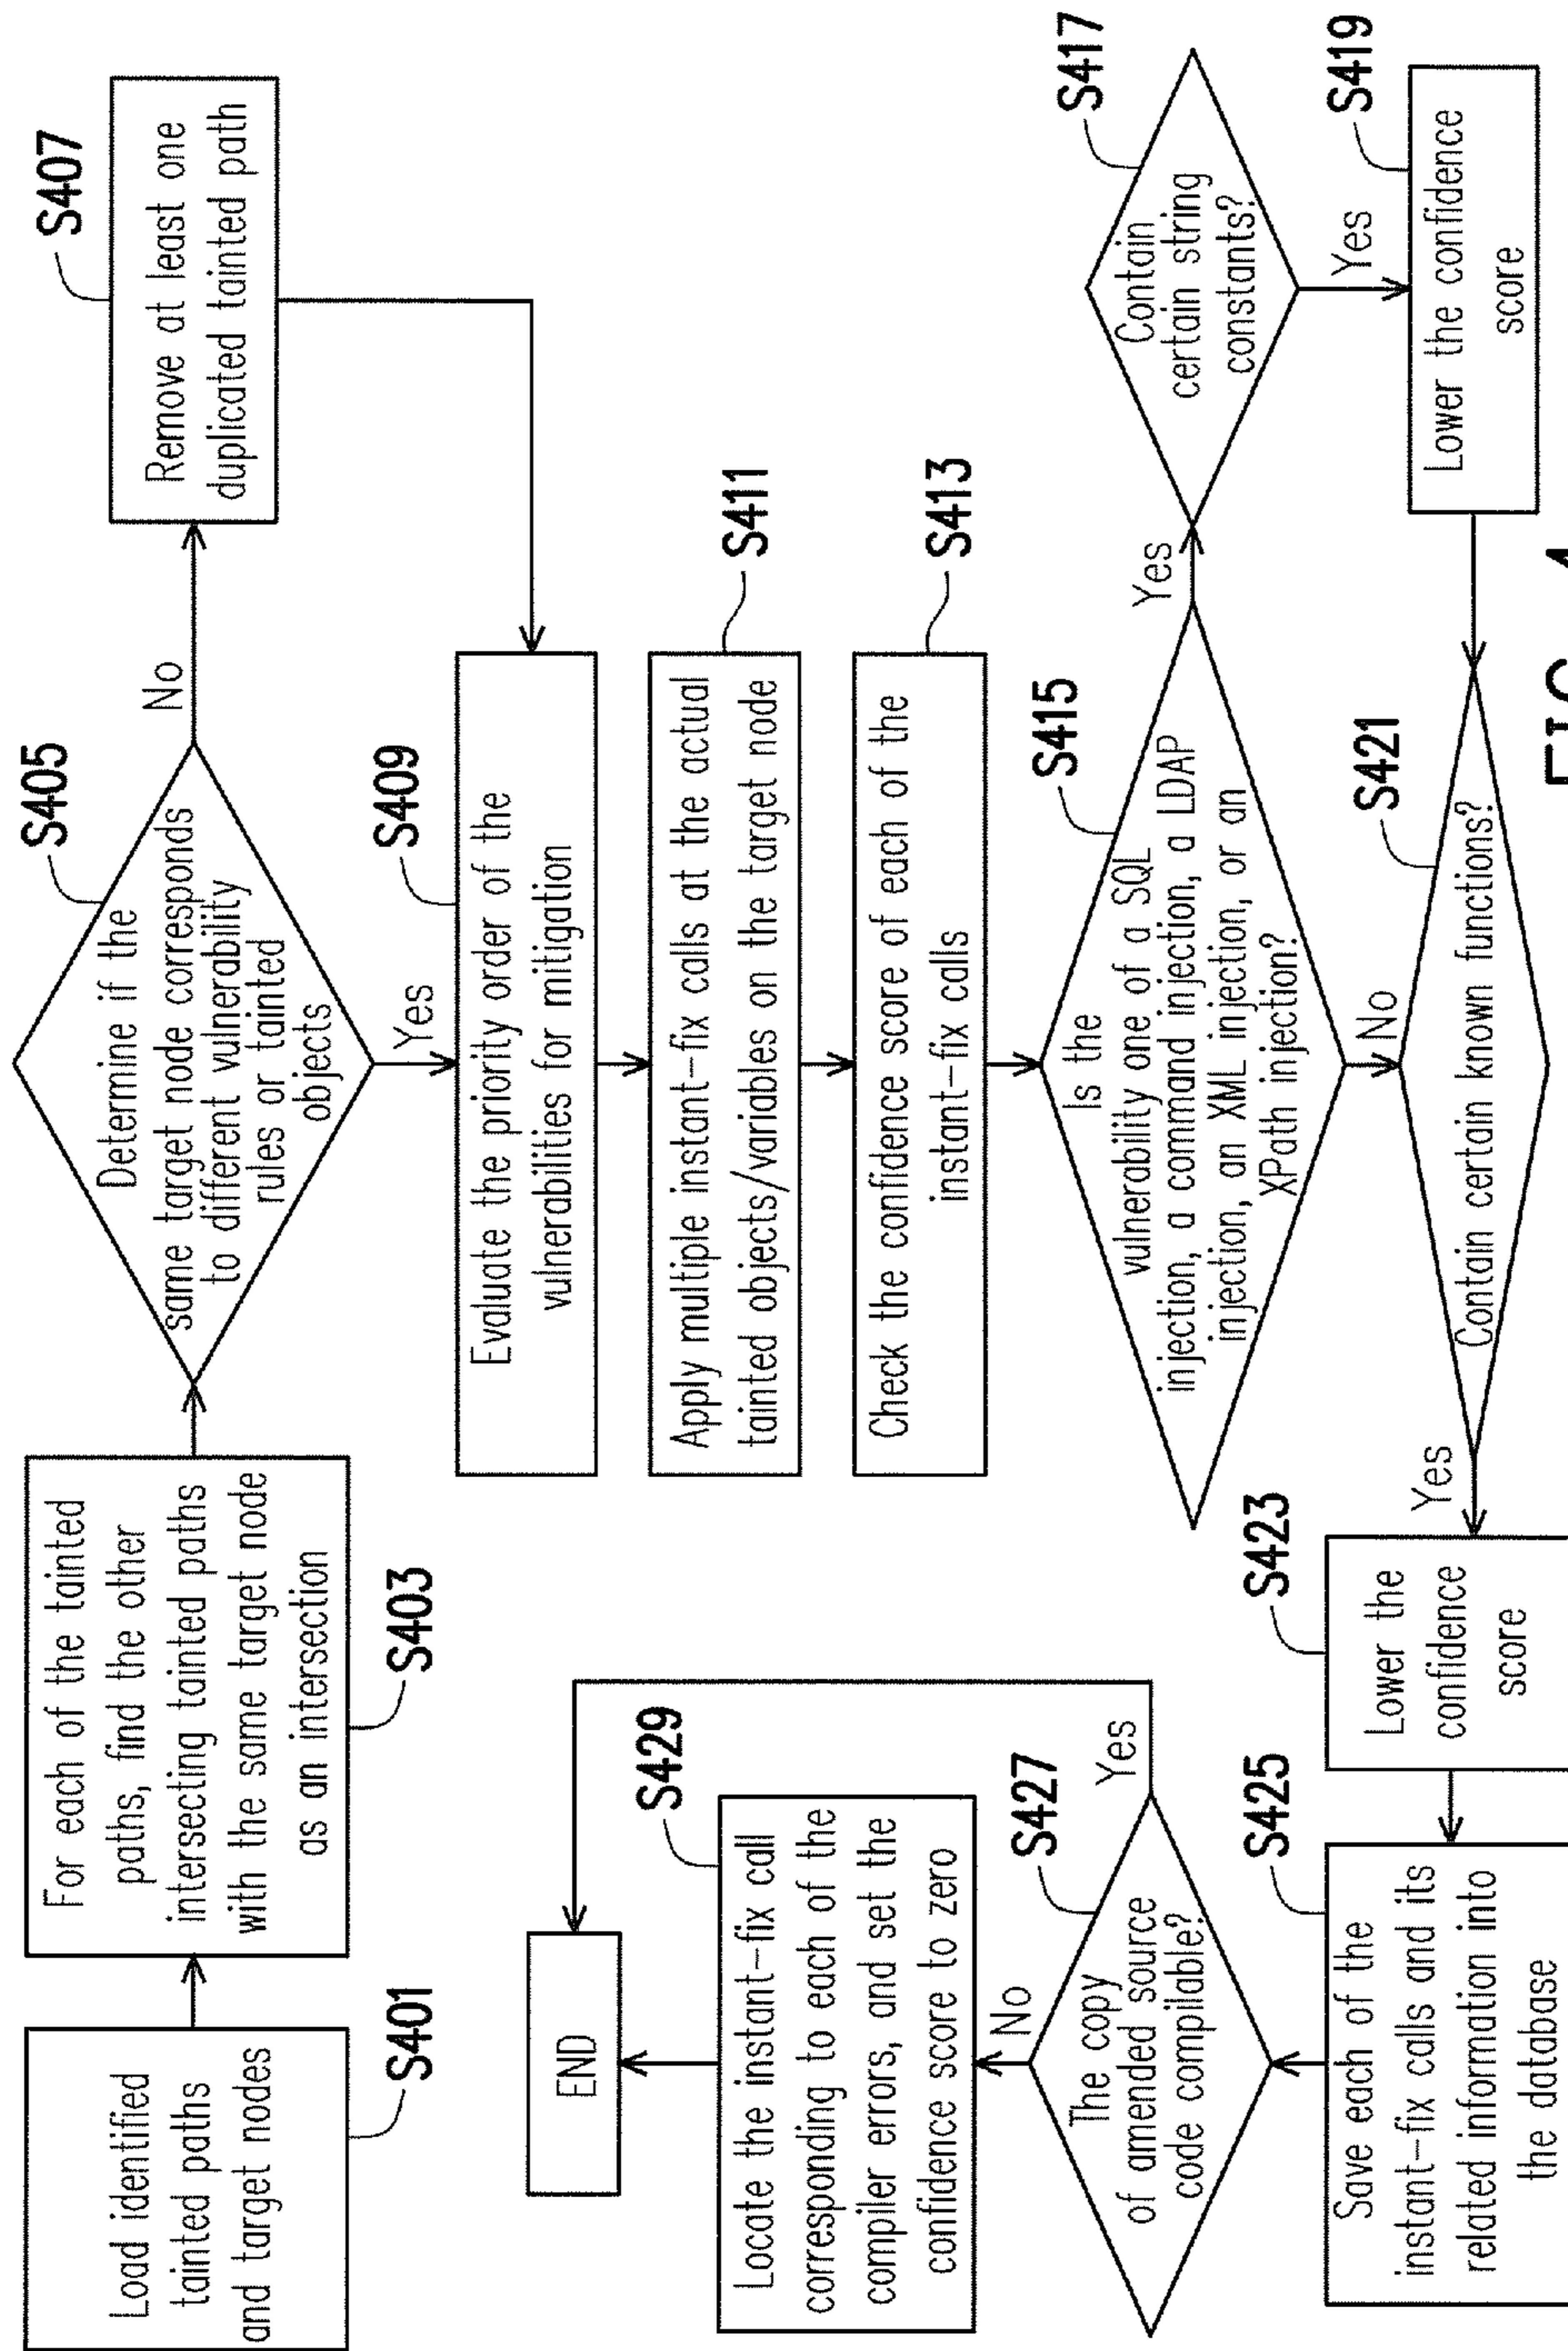 Load identified
tainted paths
and target nodes
S401
For each of the tainted
paths, find the other
intersecting tainted paths
with the same target node
as an intersection
S403
Determine if the
same target node corresponds
to different vulnerability
rules or tainted
objects
S405
No
Yes
Remove at least one
duplicated tainted path
S407
Evaluate the priority order of the
vulnerabilities for mitigation
S409
Apply multiple instant-fix calls at the actual
tainted objects/variables on the target node
S411
Check the confidence score of each of the
instant-fix calls
S413
Is the
vulnerability one of a SQL
injection, a command injection, a LDAP
injection, an XML injection, or an
XPath injection?
S415
Yes
No
Contain
certain string
constants?
S417
Yes
Lower the confidence
score
S419
Contain certain known functions?
S421
Yes
Lower the
confidence
score
S423
Save each of the
instant-fix calls and its
related information into
the database
S425
The copy
of amended source
code compilable?
S427
Yes
No
Locate the instant-fix call
corresponding to each of the
compiler errors, and set the
confidence score to zero
S429
END